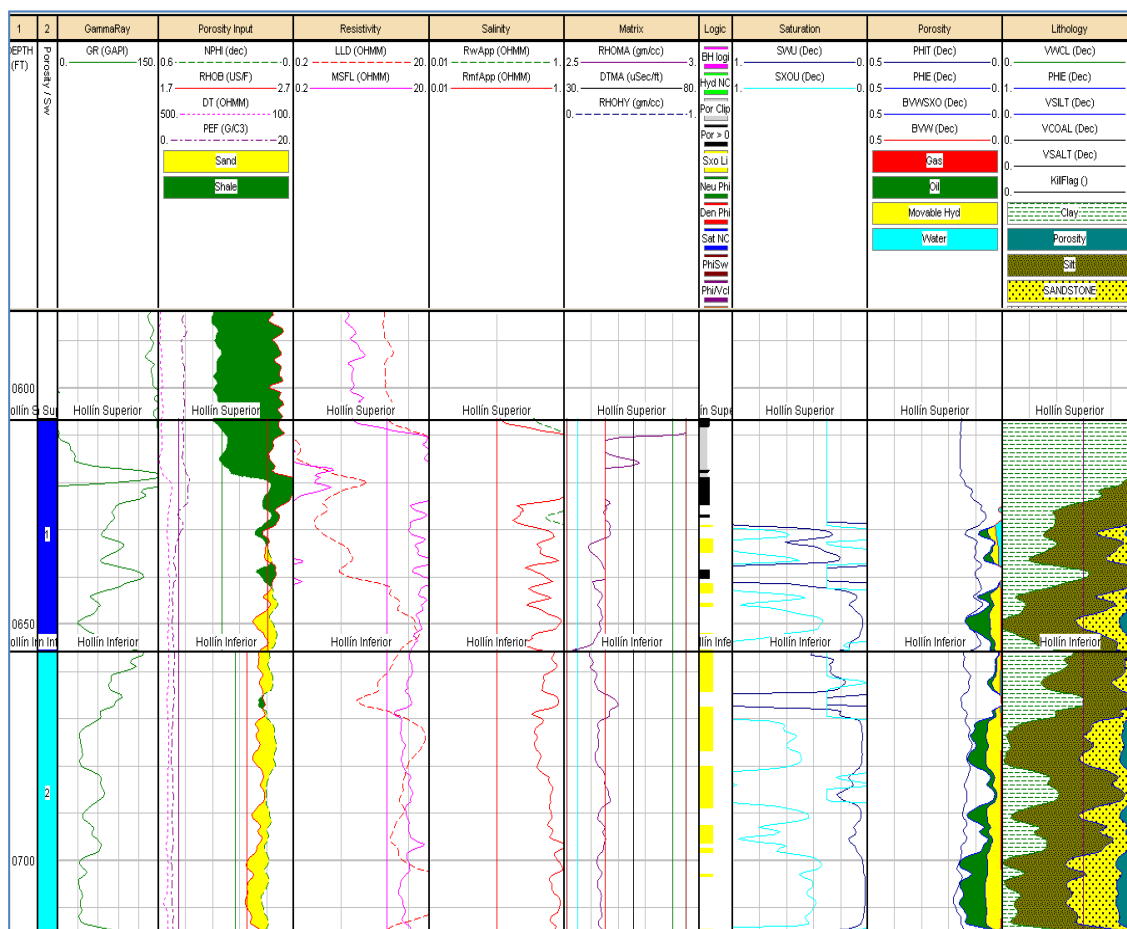 1 2 GammaRay Porosity Input Resistivity Salinity Matrix Logic Saturation Porosity Lithology
DEPTH (FT)
Porosity / Sw
GR (GAPI)
0. 150.
NPHI (dec)
0.6 -0.
RHOB (US/F)
1.7 2.7
DT (OHMM)
500. 100.
PEF (G/C3)
0. 20.
Sand
Shale
LLD (OHMM)
0.2 20.
MSFL (OHMM)
0.2 20.
RwApp (OHMM)
0.01 1.
RmfApp (OHMM)
0.01 1.
RHOMA (gm/cc)
2.5 3.
DTMA (uSec/ft)
30. 80.
RHOHY (gm/cc)
0. 1.
BH logi
Hyd NC
Por Clip
Por > 0
Sxo Li
Neu Phi
Den Phi
Sat NC
PhiSw
Phi/Vcl
SWU (Dec)
1. 0.
SXOU (Dec)
1. 0.
PHIT (Dec)
0.5 0.
PHIE (Dec)
0.5 0.
BVWSXO (Dec)
0.5 0.
BVW (Dec)
0.5 0.
Gas
Oil
Movable Hyd
Water
VWCL (Dec)
0.
PHIE (Dec)
1.
VSILT (Dec)
0.
VCOAL (Dec)
0.
VSALT (Dec)
0.
KillFlag ()
0.
Clay
Porosity
Silt
SANDSTONE
0600
Hollín Superior Hollín Superior Hollín Superior Hollín Superior Hollín Superior Hollín Superior Hollín Superior Hollín Superior
1
0650
Hollín Inferior Hollín Inferior Hollín Inferior Hollín Inferior Hollín Inferior Hollín Inferior Hollín Inferior Hollín Inferior
2
0700